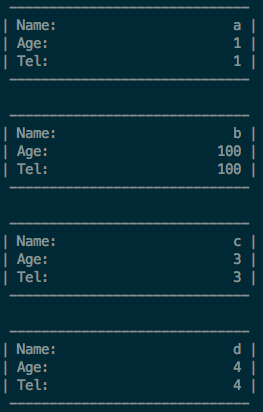 ——————————————————————————————
| Name:                     a |
| Age:                      1 |
| Tel:                      1 |
——————————————————————————————

——————————————————————————————
| Name:                     b |
| Age:                    100 |
| Tel:                    100 |
——————————————————————————————

——————————————————————————————
| Name:                     c |
| Age:                      3 |
| Tel:                      3 |
——————————————————————————————

——————————————————————————————
| Name:                     d |
| Age:                      4 |
| Tel:                      4 |
——————————————————————————————